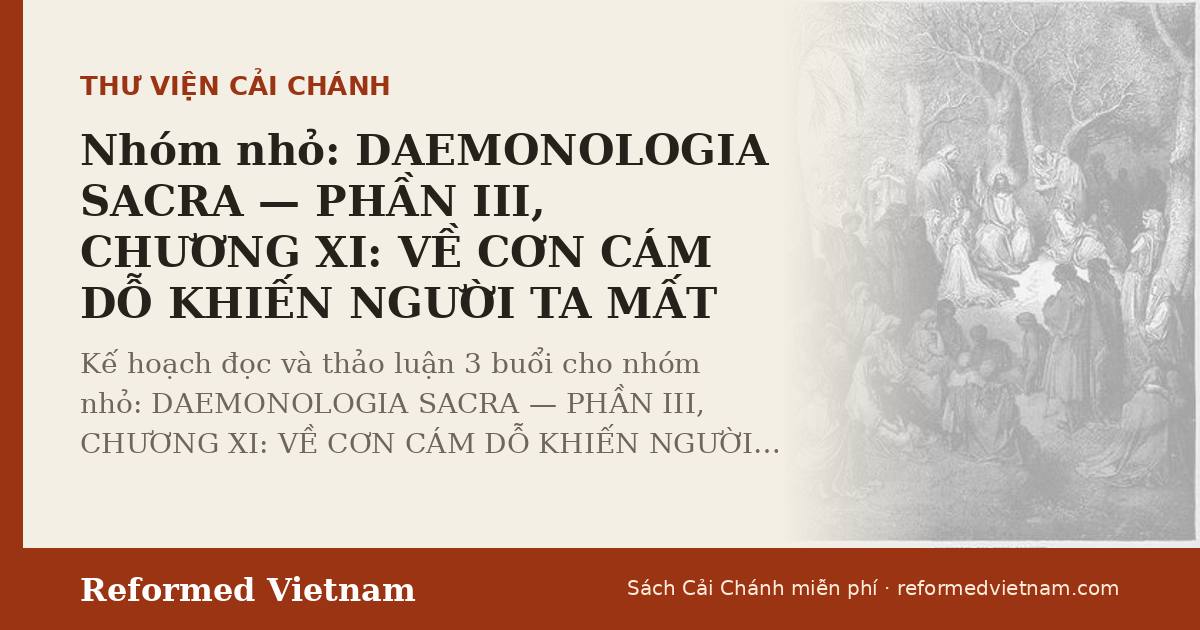 THƯ VIỆN CẢI CHÁNH
Nhóm nhỏ: DAEMONOLOGIA
SACRA — PHẦN III,
CHƯƠNG XI: VỀ CƠN CÁM
DỖ KHIẾN NGƯỜI TA MẤT
Kế hoạch đọc và thảo luận 3 buổi cho nhóm
nhỏ: DAEMONOLOGIA SACRA — PHẦN III,
CHƯƠNG XI: VỀ CƠN CÁM DỖ KHIẾN NGƯỜI...
Reformed Vietnam
Sách Cải Chánh miễn phí · reformedvietnam.com